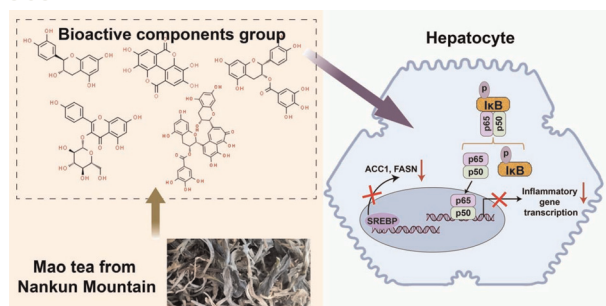 Bioactive components group
Hepatocyte
p
IκB
p65
p50
p65
p50
p
IκB
ACC1, FASN
p65
p50
SREBP
Inflammatory
gene
transcription
Mao tea from
Nankun Mountain